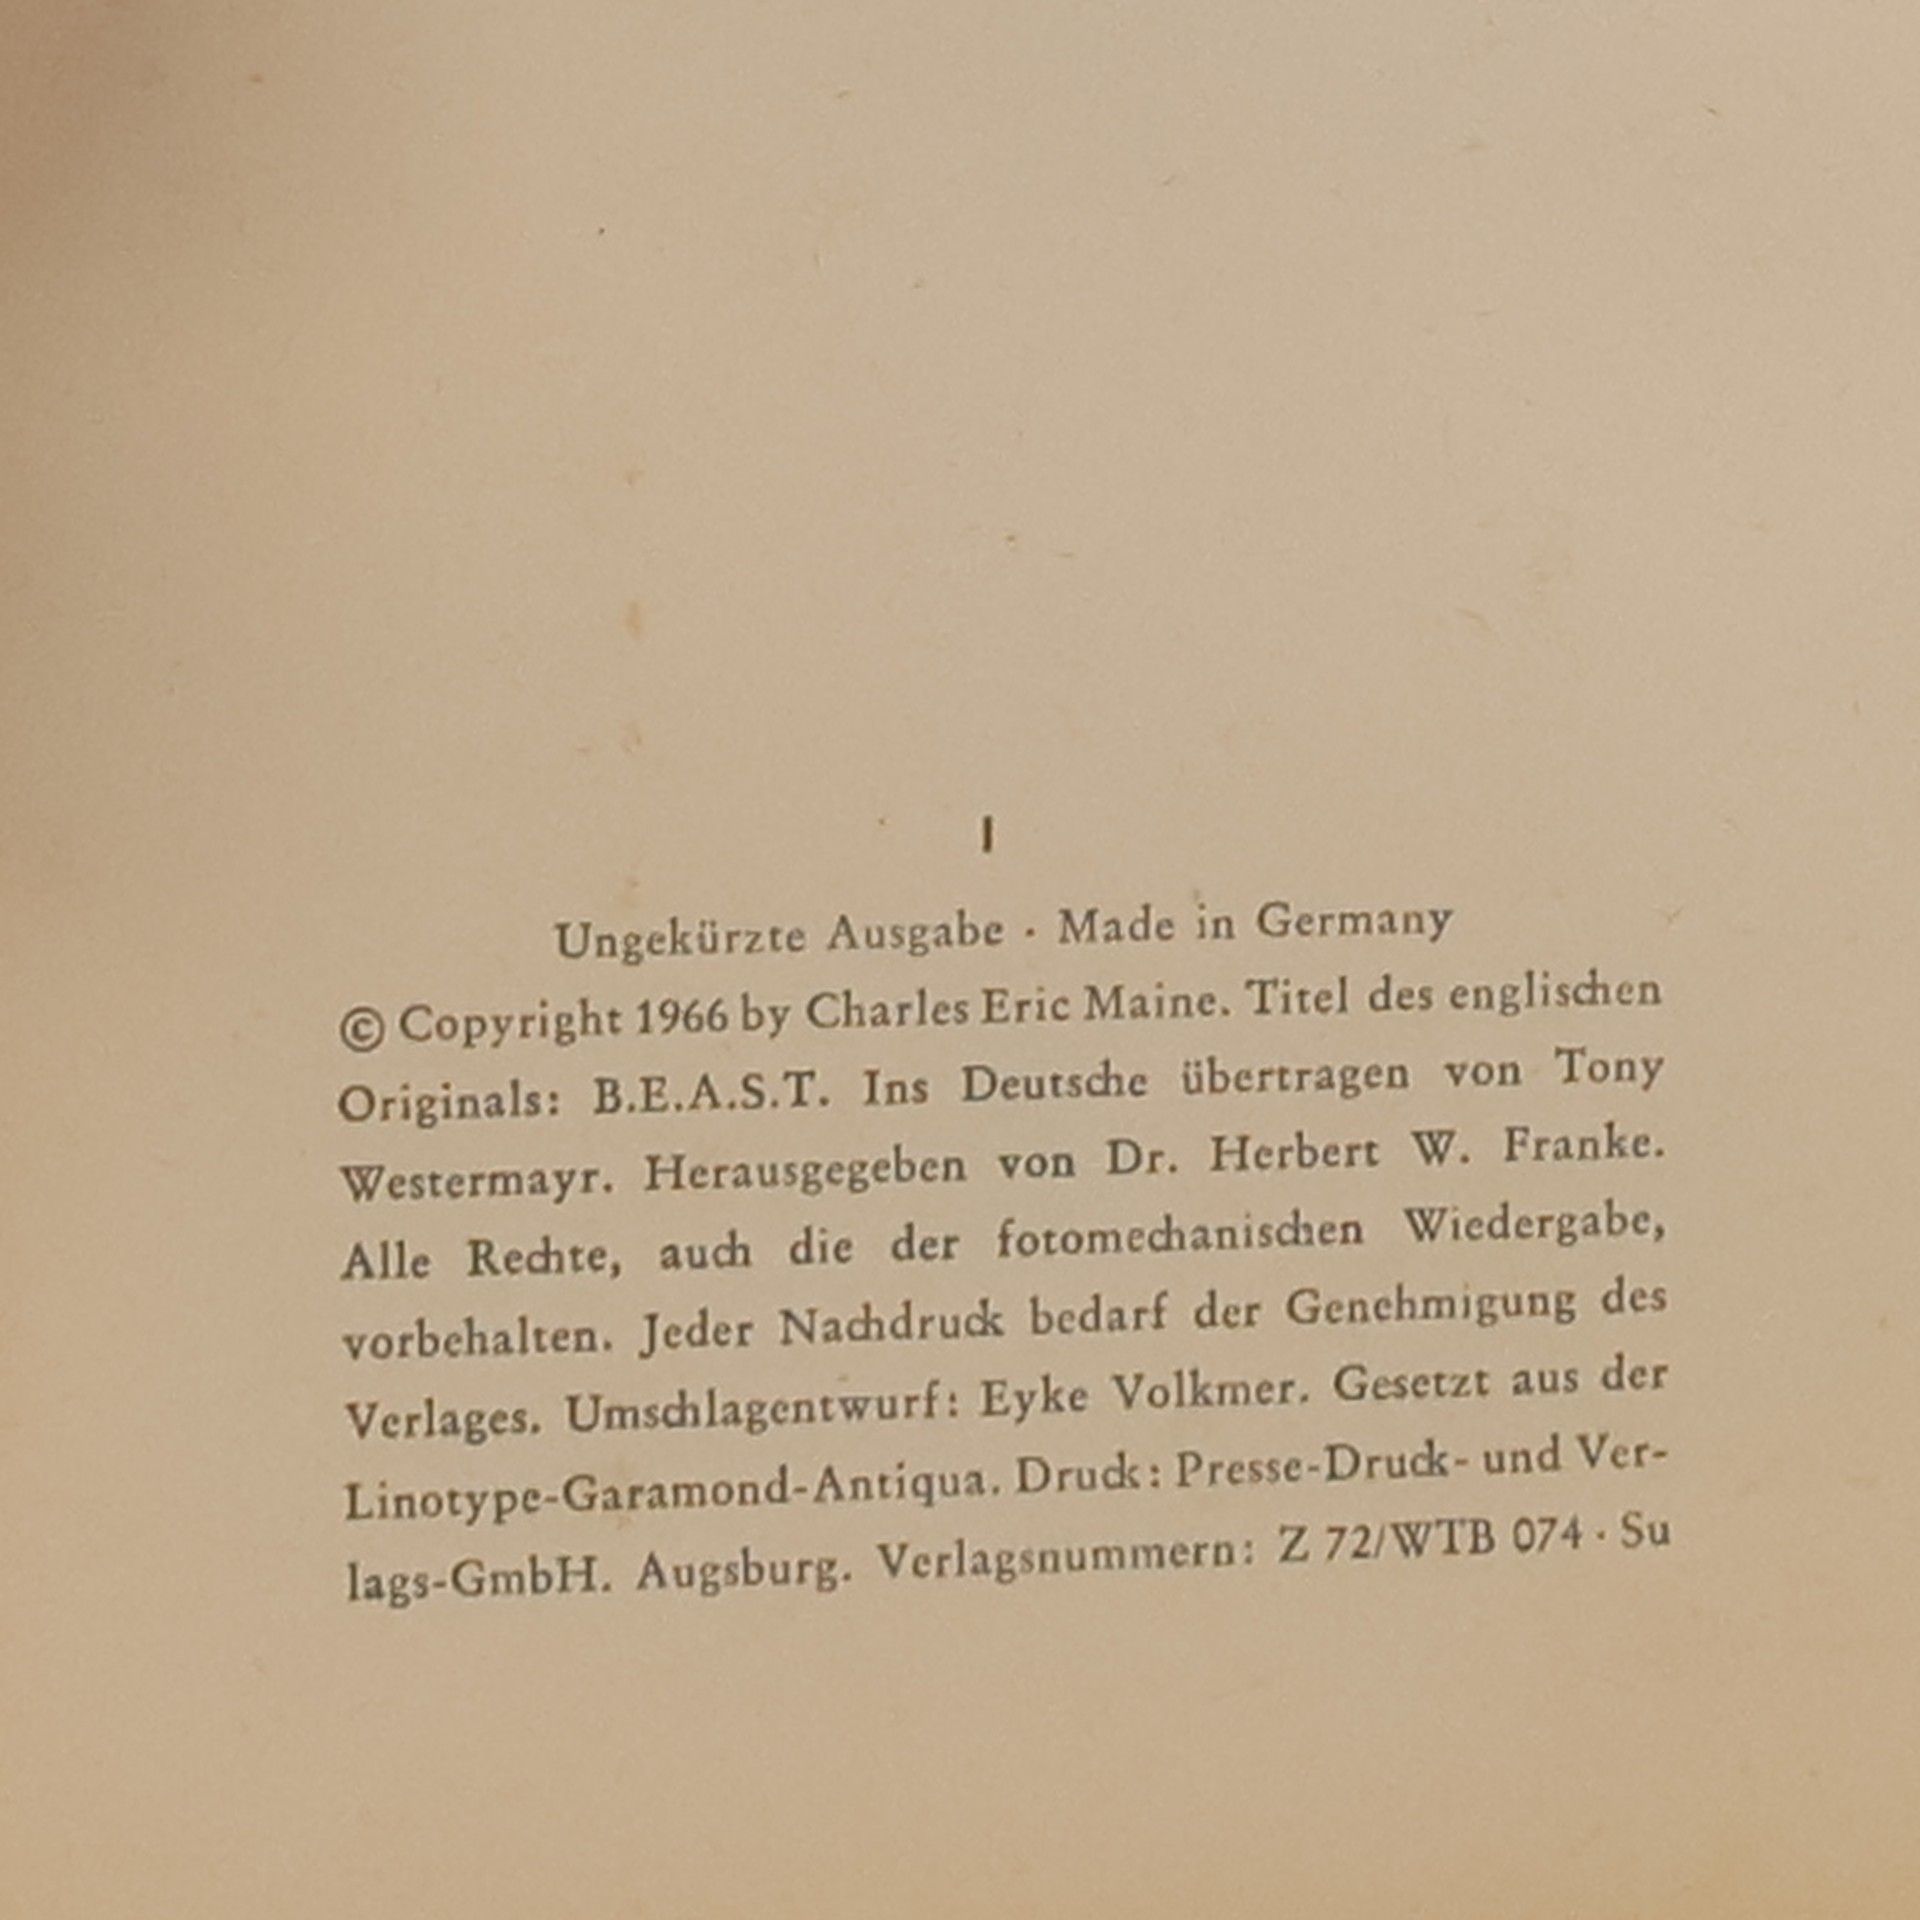 I
Ungekürzte Ausgabe · Made in Germany
© Copyright 1966 by Charles Eric Maine. Titel des englischen
Originals: B.E.A.S.T. Ins Deutsche übertragen von Tony
Westermayr. Herausgegeben von Dr. Herbert W. Franke.
Alle Rechte, auch die der fotomechanischen Wiedergabe,
vorbehalten. Jeder Nachdruck bedarf der Genehmigung des
Verlages. Umschlagentwurf: Eyke Volkmer. Gesetzt aus der
Linotype-Garamond-Antiqua. Druck: Presse-Druck- und Ver-
lags-GmbH. Augsburg. Verlagsnummern: Z 72/WTB 074 · Su